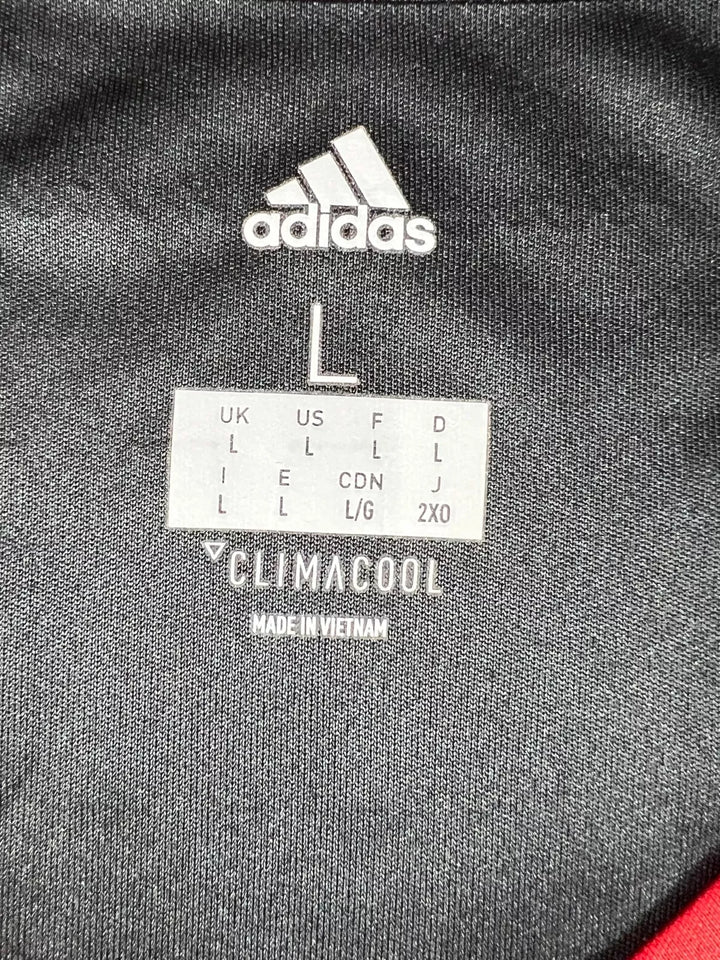 adidas
L
UK US F D
L L L L
I E CDN J
L L L/G 2XO
CLIMACOOL
MADE IN VIETNAM